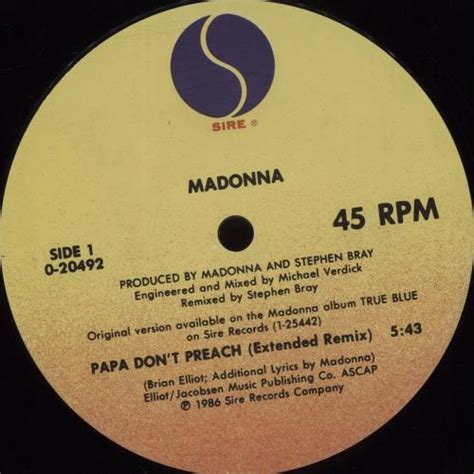 SIRE ®
MADONNA
45 RPM
SIDE 1
0-20492
PRODUCED BY MADONNA AND STEPHEN BRAY
Engineered and Mixed by Michael Verdick
Remixed by Stephen Bray
Original version available on the Madonna album TRUE BLUE
on Sire Records (1-25442)
PAPA DON'T PREACH (Extended Remix) 5:43
(Brian Elliot; Additional Lyrics by Madonna)
Elliot/Jacobsen Music Publishing Co. ASCAP
℗ 1986 Sire Records Company